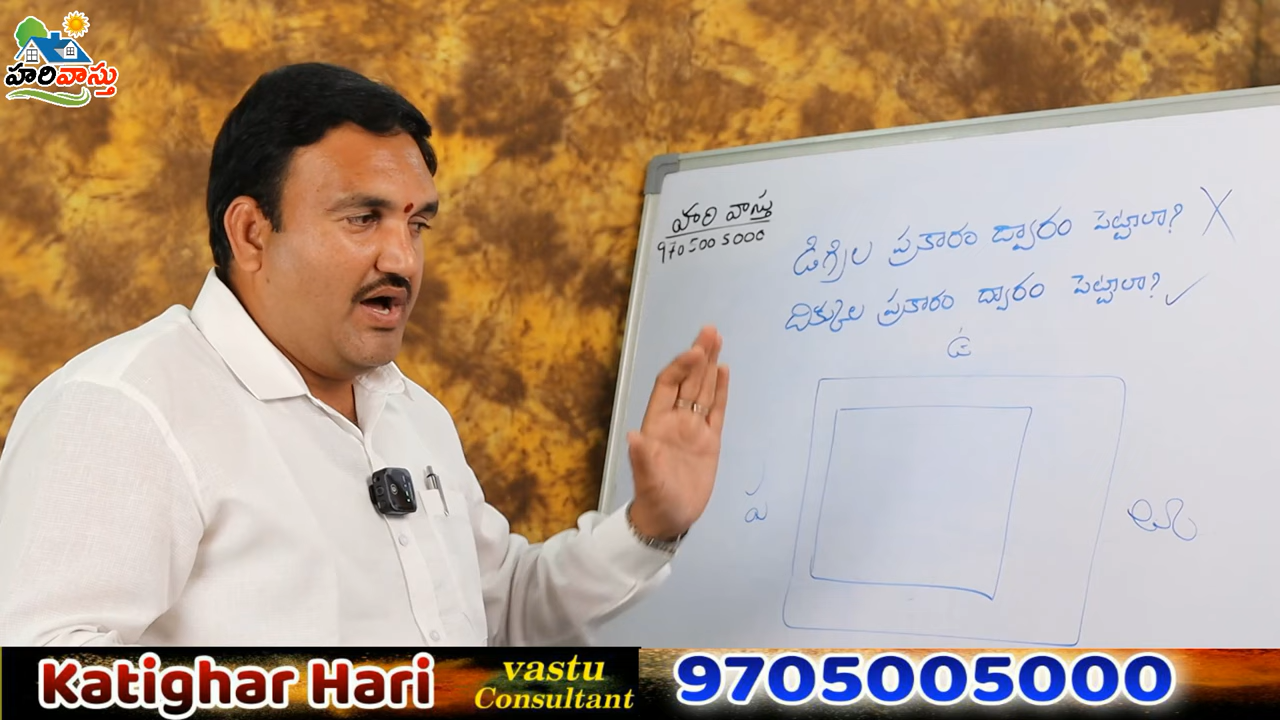 హరివాస్తు
హరి వాస్తు
9705005000
డిగ్రీల ప్రకారం ద్వారం పెట్టాలా? X
దిక్కుల ప్రకారం ద్వారం పెట్టాలా? ✓
ఉ
ప
తూ
Katighar Hari
vastu
Consultant
9705005000